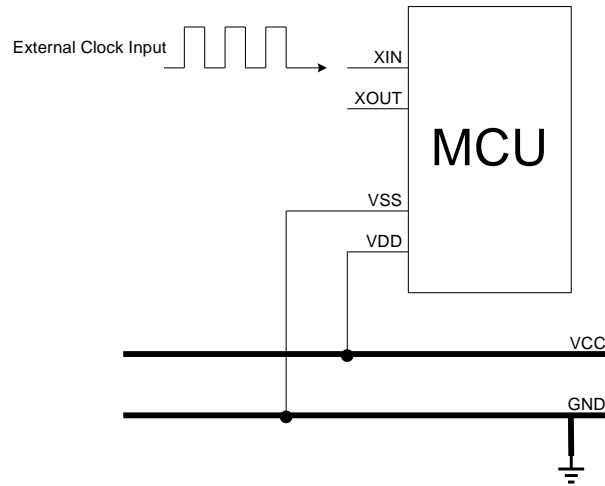 External Clock Input
XIN
XOUT
MCU
VSS
VDD
VCC
GND